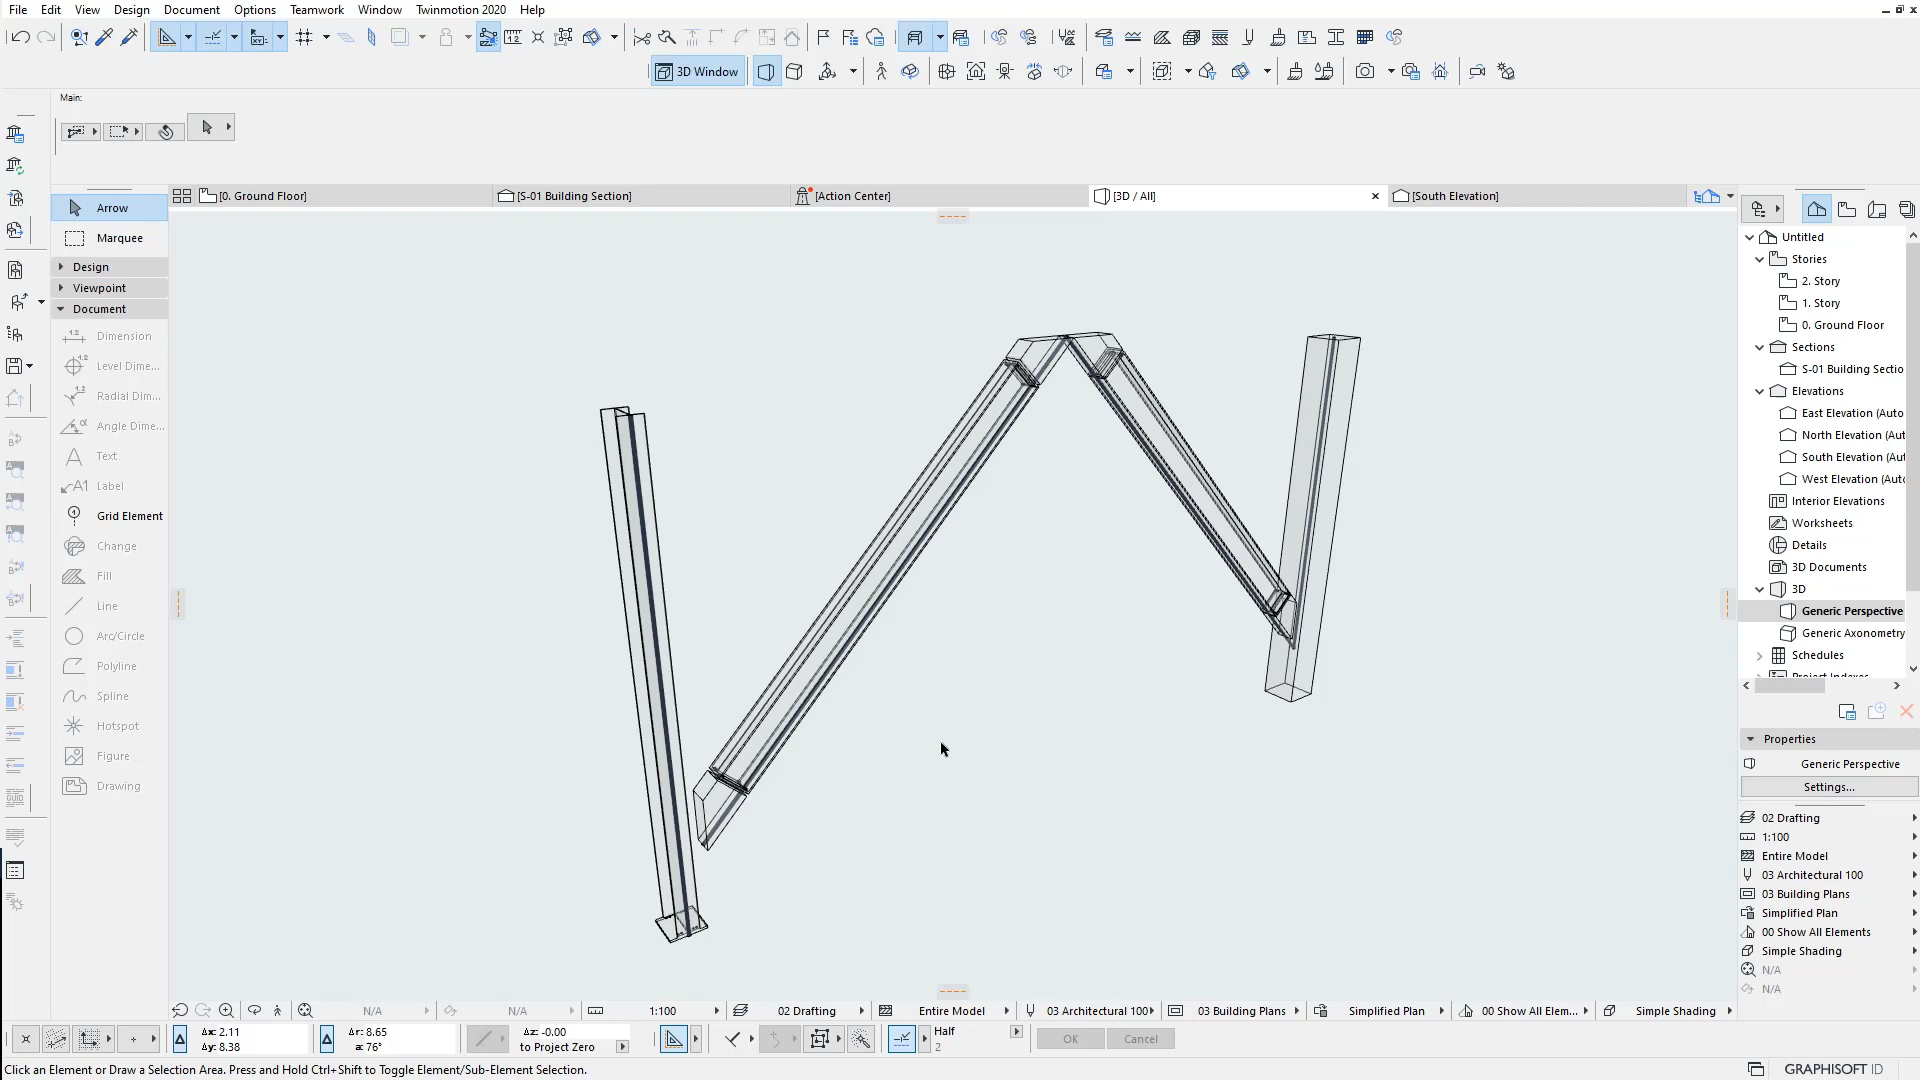 File Edit View Design Document Options Teamwork Window Twinmotion 2020 Help
3D Window
Main:
[0. Ground Floor] [S-01 Building Section] [Action Center] [3D / All] [South Elevation]
Arrow
Marquee
Design
Viewpoint
Document
Dimension
Level Dime...
Radial Dim...
Angle Dime...
Text
Label
Grid Element
Change
Fill
Line
Arc/Circle
Polyline
Spline
Hotspot
Figure
Drawing
Untitled
Stories
2. Story
1. Story
0. Ground Floor
Sections
S-01 Building Sectio
Elevations
East Elevation (Auto
North Elevation (Aut
South Elevation (Aut
West Elevation (Auto
Interior Elevations
Worksheets
Details
3D Documents
3D
Generic Perspective
Generic Axonometry
Schedules
Project Indexes
Properties
Generic Perspective
Settings...
02 Drafting
1:100
Entire Model
03 Architectural 100
03 Building Plans
Simplified Plan
00 Show All Elements
Simple Shading
N/A
N/A
N/A N/A 1:100 02 Drafting Entire Model 03 Architectural 100 03 Building Plans Simplified Plan 00 Show All Elem... Simple Shading
Δx: 2.11 Δr: 8.65 Δz: -0.00 Half
Δy: 8.38 a: 76° to Project Zero 2 OK Cancel
Click an Element or Draw a Selection Area. Press and Hold Ctrl+Shift to Toggle Element/Sub-Element Selection. GRAPHISOFT ID